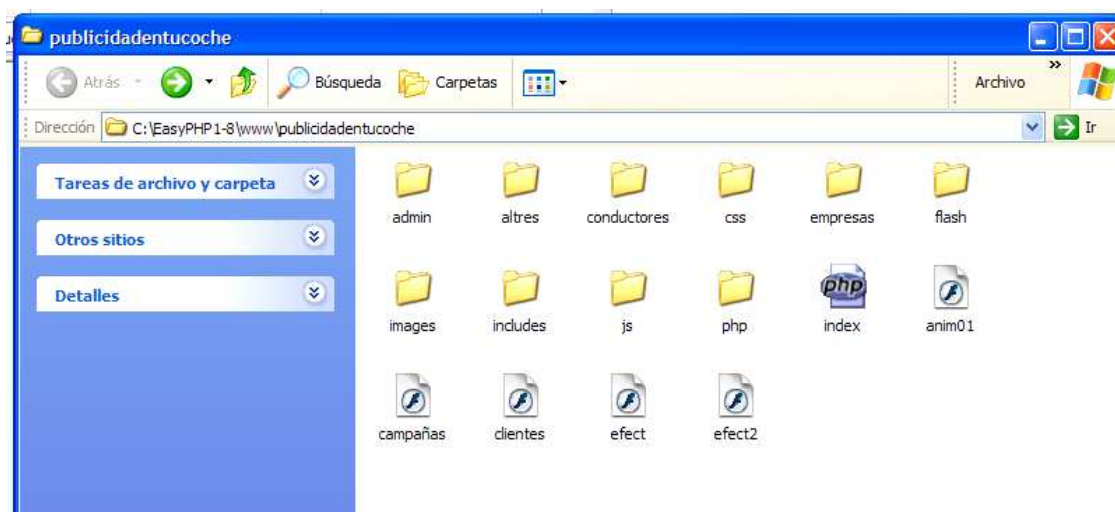 publicidadentucoche
Atrás Búsqueda Carpetas Archivo »
Dirección C:\EasyPHP1-8\www\publicidadentucoche Ir
Tareas de archivo y carpeta
Otros sitios
Detalles
admin altres conductores css empresas flash
php
images includes js php index anim01
campañas clientes efect efect2